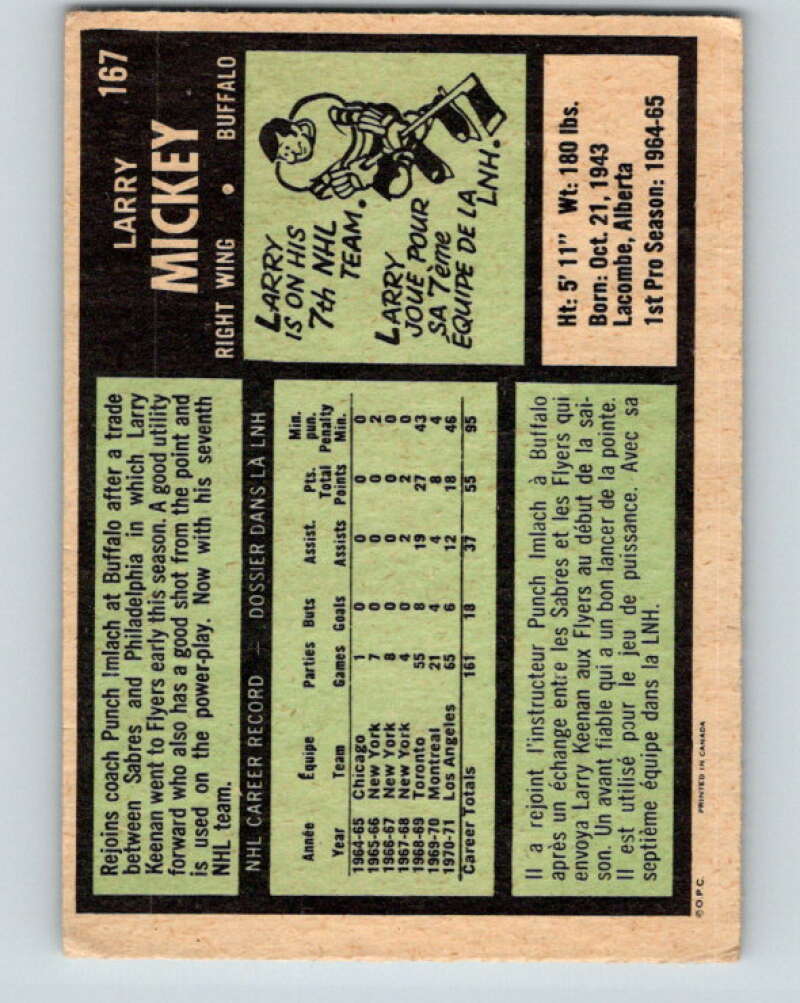 LARRY 167
MICKEY
RIGHT WING • BUFFALO
Rejoins coach Punch Imlach at Buffalo after a trade
between Sabres and Philadelphia in which Larry
Keenan went to Flyers early this season. A good utility
forward who also has a good shot from the point and
is used on the power-play. Now with his seventh
NHL team.
LARRY
IS ON HIS
7th NHL
TEAM.
LARRY
JOUE POUR
SA 7ème
ÉQUIPE DE LA
LNH.
NHL CAREER RECORD — DOSSIER DANS LA LNH
Année Équipe Parties Buts Assist. Pts. Min.
Total pun.
Year Team Games Goals Assists Points Penalty Min.
1964-65 Chicago 1 0 0 0 0
1965-66 New York 7 0 0 0 2
1966-67 New York 8 0 0 0 0
1967-68 New York 4 0 2 2 0
1968-69 Toronto 55 8 19 27 43
1969-70 Montreal 21 4 4 8 4
1970-71 Los Angeles 65 6 12 18 46
Career Totals 161 18 37 55 95
Ht: 5' 11" Wt: 180 lbs.
Born: Oct. 21, 1943
Lacombe, Alberta
1st Pro Season: 1964-65
Il a rejoint l'instructeur Punch Imlach à Buffalo
après un échange entre les Sabres et les Flyers qui
envoya Larry Keenan aux Flyers au début de la sai-
son. Un avant fiable qui a un bon lancer de la pointe.
Il est utilisé pour le jeu de puissance. Avec sa
septième équipe dans la LNH.
©O.P.C. PRINTED IN CANADA